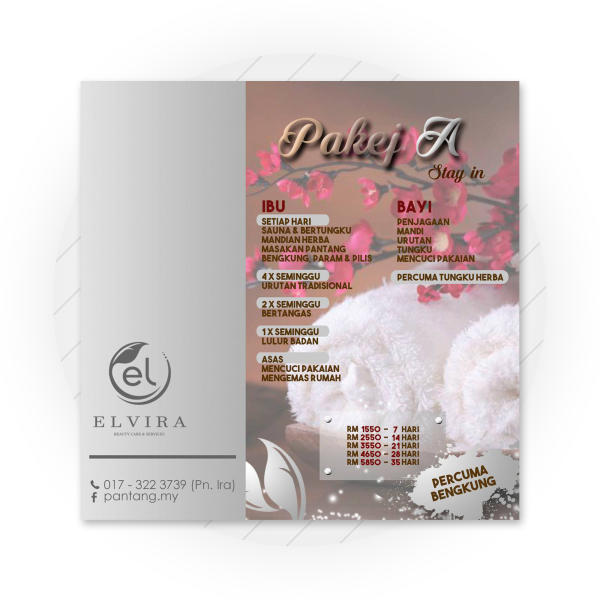 Pakej A
Stay in
IBU
SETIAP HARI
SAUNA & BERTUNGKU
MANDIAN HERBA
MASAKAN PANTANG
BENGKUNG, PARAM & PILIS
4 X SEMINGGU
URUTAN TRADISIONAL
2 X SEMINGGU
BERTANGAS
1 X SEMINGGU
LULUR BADAN
ASAS
MENCUCI PAKAIAN
MENGEMAS RUMAH
BAYI
PENJAGAAN
MANDI
URUTAN
TUNGKU
MENCUCI PAKAIAN
PERCUMA TUNGKU HERBA
RM 1550 - 7 HARI
RM 2550 - 14 HARI
RM 3550 - 21 HARI
RM 4650 - 28 HARI
RM 5850 - 35 HARI
PERCUMA
BENGKUNG
el
ELVIRA
BEAUTY CARE & SERVICES
017 - 322 3739 (Pn. Ira)
pantang.my